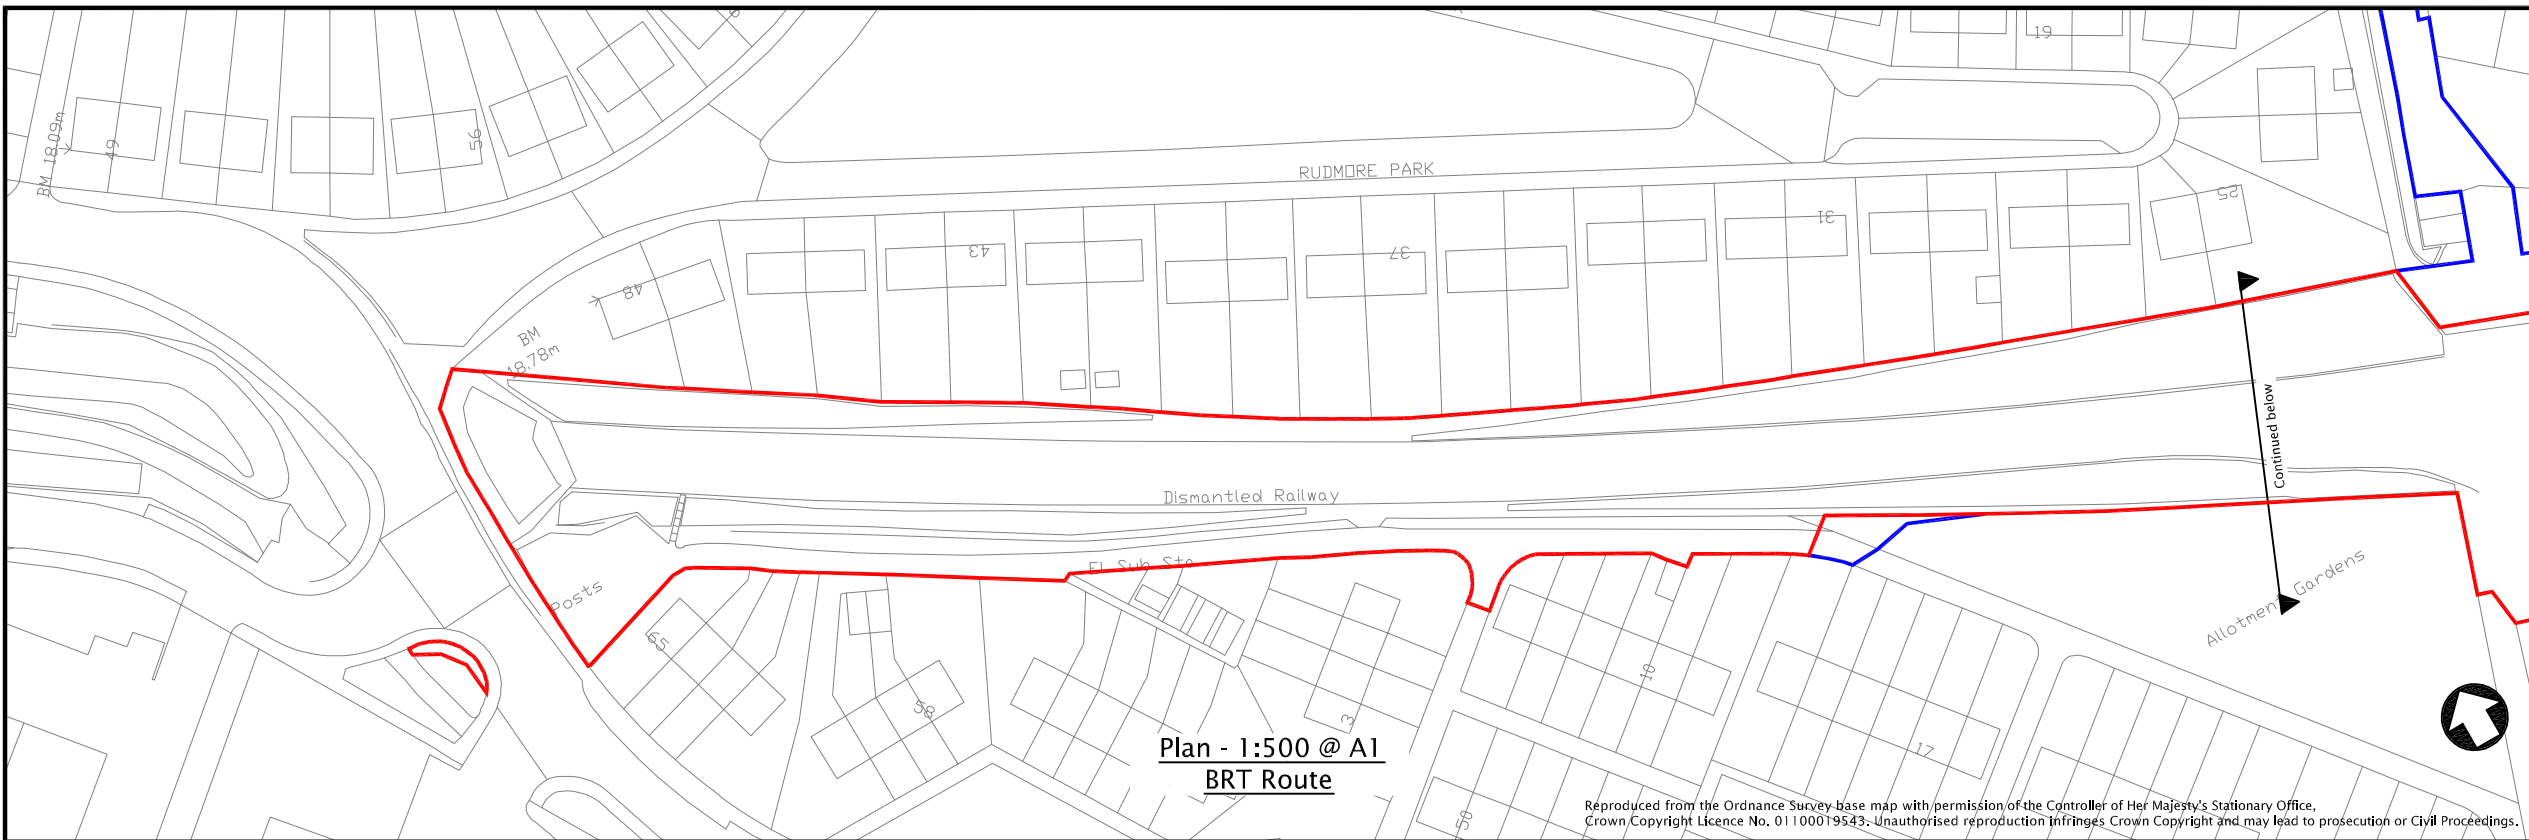 19
BM 18.09m
49
56
RUDMORE PARK
25
31
37
43
48
BM
18.78m
Continued below
Dismantled Railway
El Sub Sta
Posts
Allotment Gardens
65
58
10
3
17
50
Plan - 1:500 @ A1
BRT Route
Reproduced from the Ordnance Survey base map with permission of the Controller of Her Majesty's Stationary Office,
Crown Copyright Licence No. 01100019543. Unauthorised reproduction infringes Crown Copyright and may lead to prosecution or Civil Proceedings.